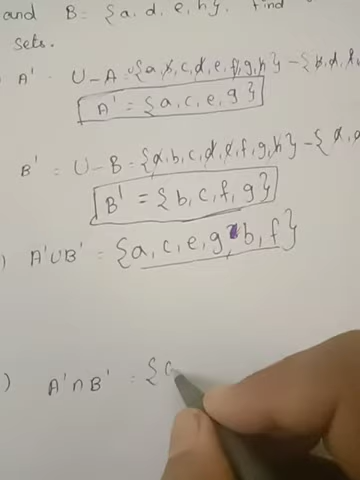 and B = {a, d, e, h}. Find
sets.
A' = U - A = {a, b, c, d, e, f, g, h} - {b, d, f,
A' = {a, c, e, g}
B' = U - B = {a, b, c, d, e, f, g, h} - {a, d,
B' = {b, c, f, g}
) A'∪B' = {a, c, e, g, b, f}
) A'∩B' = {c